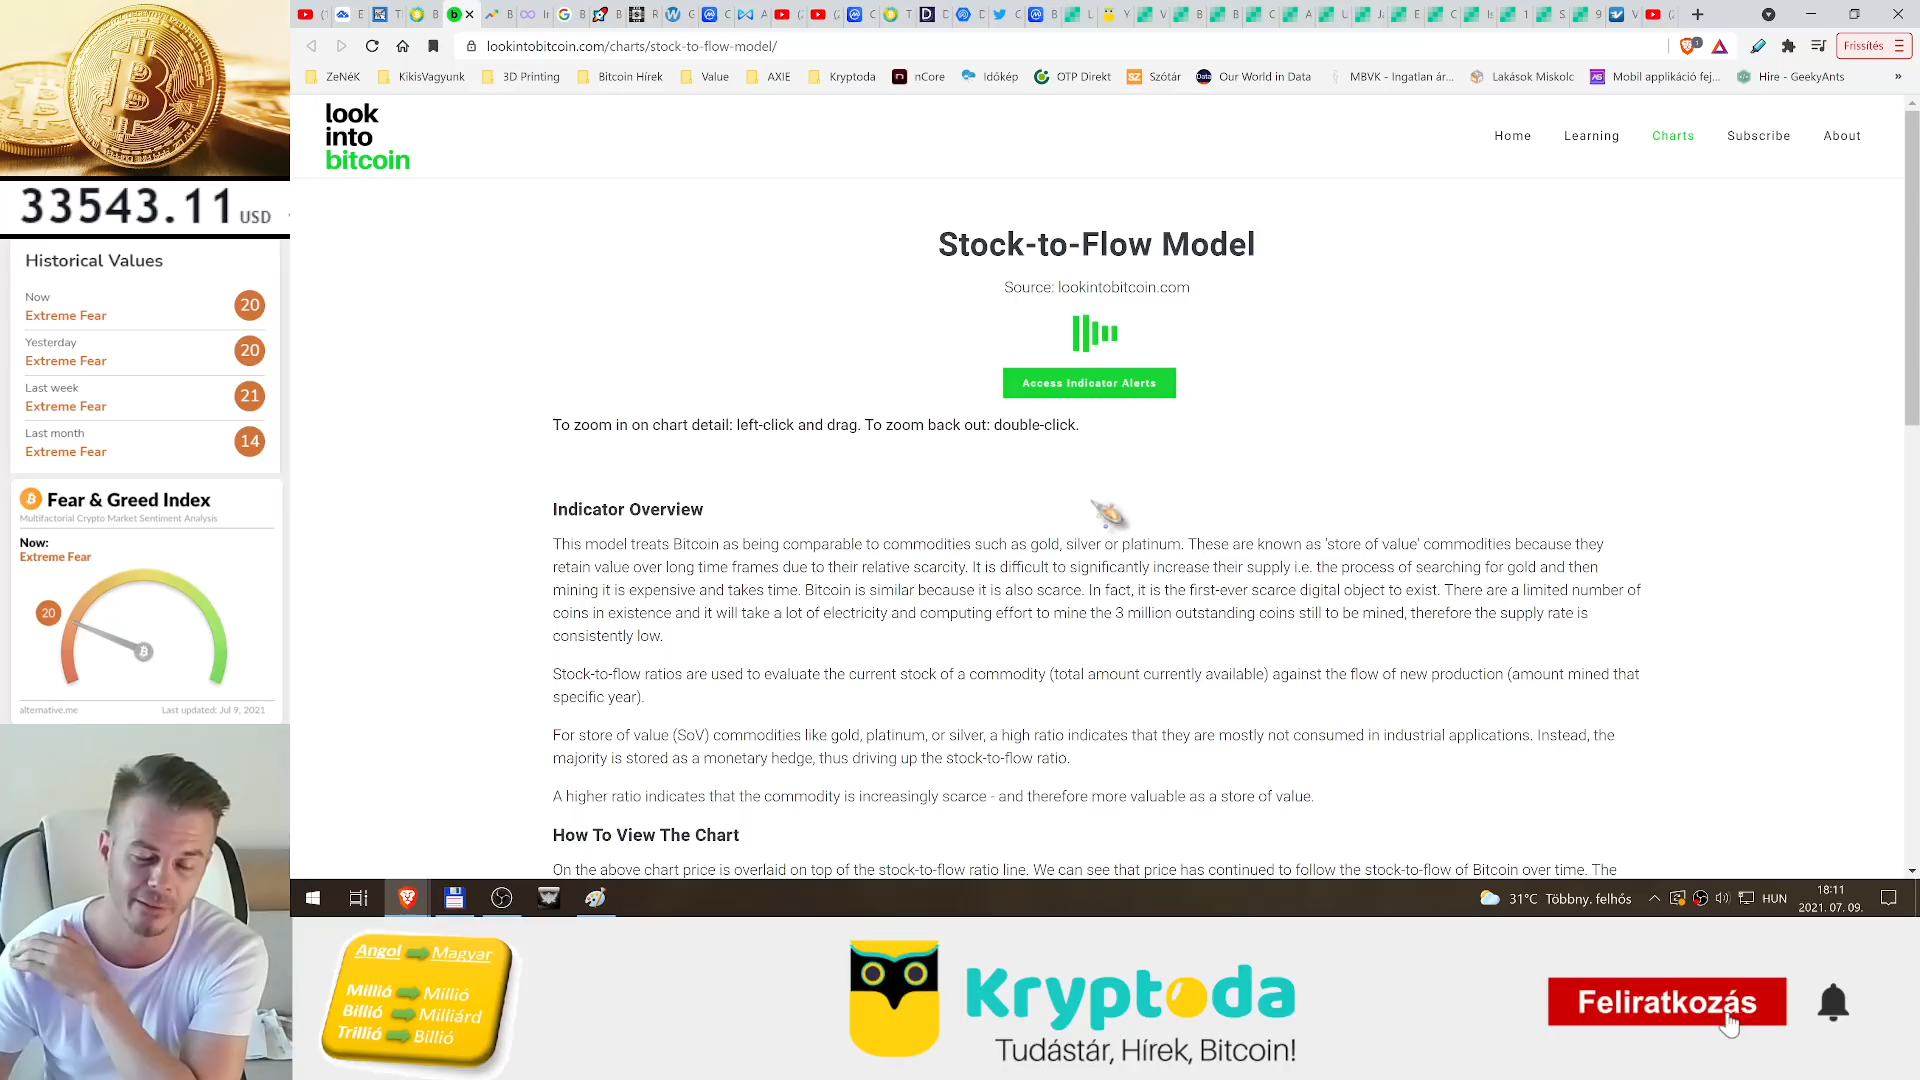 33543.11 USD
Historical Values
Now
Extreme Fear
20
Yesterday
Extreme Fear
20
Last week
Extreme Fear
21
Last month
Extreme Fear
14
Fear & Greed Index
Multifactorial Crypto Market Sentiment Analysis
Now:
Extreme Fear
20
alternative.me
Last updated: Jul 9, 2021
lookintobitcoin.com/charts/stock-to-flow-model/
Frissítés
ZeNéK
KikisVagyunk
3D Printing
Bitcoin Hírek
Value
AXIE
Kryptoda
nCore
Időkép
OTP Direkt
Szótár
Our World in Data
MBVK - Ingatlan ár...
Lakások Miskolc
Mobil applikáció fej...
Hire - GeekyAnts
look
into
bitcoin
Home
Learning
Charts
Subscribe
About
Stock-to-Flow Model
Source: lookintobitcoin.com
Access Indicator Alerts
To zoom in on chart detail: left-click and drag. To zoom back out: double-click.
Indicator Overview
This model treats Bitcoin as being comparable to commodities such as gold, silver or platinum. These are known as 'store of value' commodities because they
retain value over long time frames due to their relative scarcity. It is difficult to significantly increase their supply i.e. the process of searching for gold and then
mining it is expensive and takes time. Bitcoin is similar because it is also scarce. In fact, it is the first-ever scarce digital object to exist. There are a limited number of
coins in existence and it will take a lot of electricity and computing effort to mine the 3 million outstanding coins still to be mined, therefore the supply rate is
consistently low.
Stock-to-flow ratios are used to evaluate the current stock of a commodity (total amount currently available) against the flow of new production (amount mined that
specific year).
For store of value (SoV) commodities like gold, platinum, or silver, a high ratio indicates that they are mostly not consumed in industrial applications. Instead, the
majority is stored as a monetary hedge, thus driving up the stock-to-flow ratio.
A higher ratio indicates that the commodity is increasingly scarce - and therefore more valuable as a store of value.
How To View The Chart
On the above chart price is overlaid on top of the stock-to-flow ratio line. We can see that price has continued to follow the stock-to-flow of Bitcoin over time. The
31°C Többny. felhős
HUN
18:11
2021. 07. 09.
Angol Magyar
Millió Millió
Billió Milliárd
Trillió Billió
Kryptoda
Tudástár, Hírek, Bitcoin!
Feliratkozás